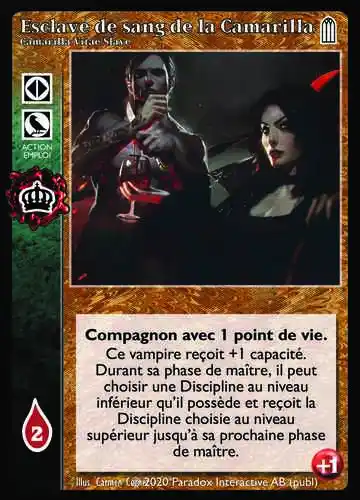 Esclave de sang de la Camarilla
Camarilla Vitae Slave
ACTION
EMPLOI
Compagnon avec 1 point de vie.
Ce vampire reçoit +1 capacité.
Durant sa phase de maître, il peut
choisir une Discipline au niveau
inférieur qu'il possède et reçoit la
Discipline choisie au niveau
supérieur jusqu'à sa prochaine phase
de maître.
2
+1
Illus. 2020 Paradox Interactive AB (publ)